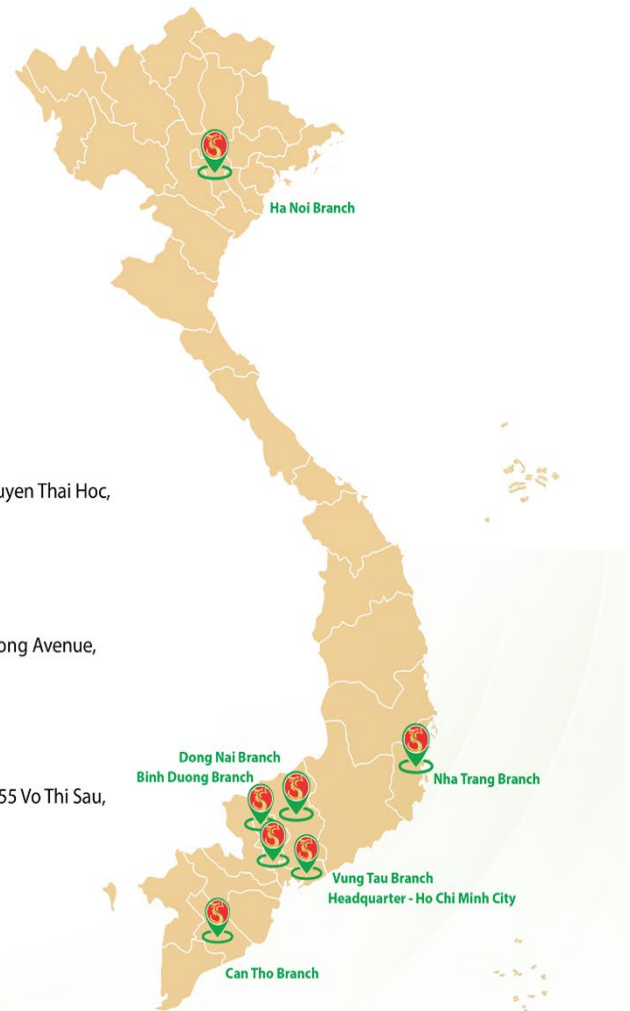 Ha Noi Branch
uyen Thai Hoc,
ong Avenue,
Dong Nai Branch
Binh Duong Branch
Nha Trang Branch
55 Vo Thi Sau,
Vung Tau Branch
Headquarter - Ho Chi Minh City
Can Tho Branch